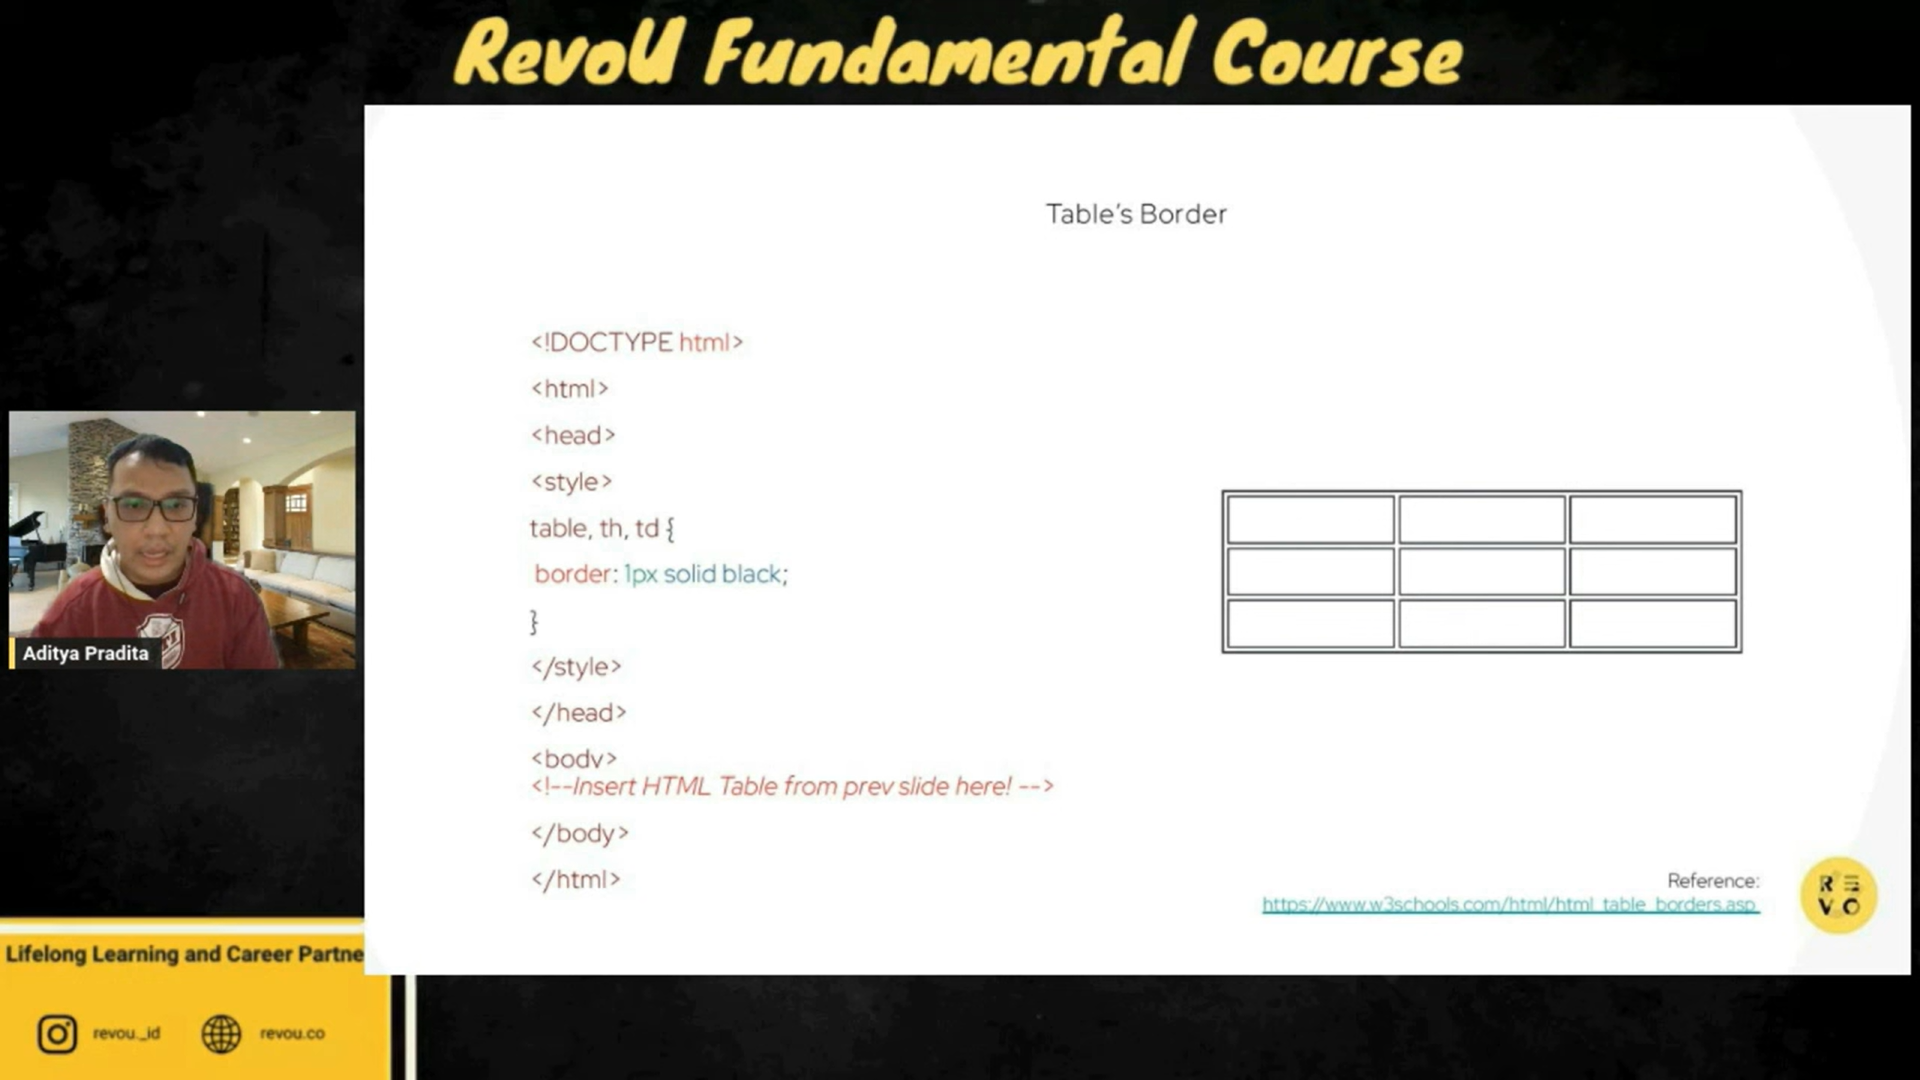 RevoU Fundamental Course
Table's Border
<!DOCTYPE html>
<html>
<head>
<style>
table, th, td {
border: 1px solid black;
}
</style>
</head>
<body>
<!--Insert HTML Table from prev slide here! -->
</body>
</html>
Reference:
https://www.w3schools.com/html/html_table_borders.asp
Aditya Pradita
Lifelong Learning and Career Partne
revou_id
revou.co